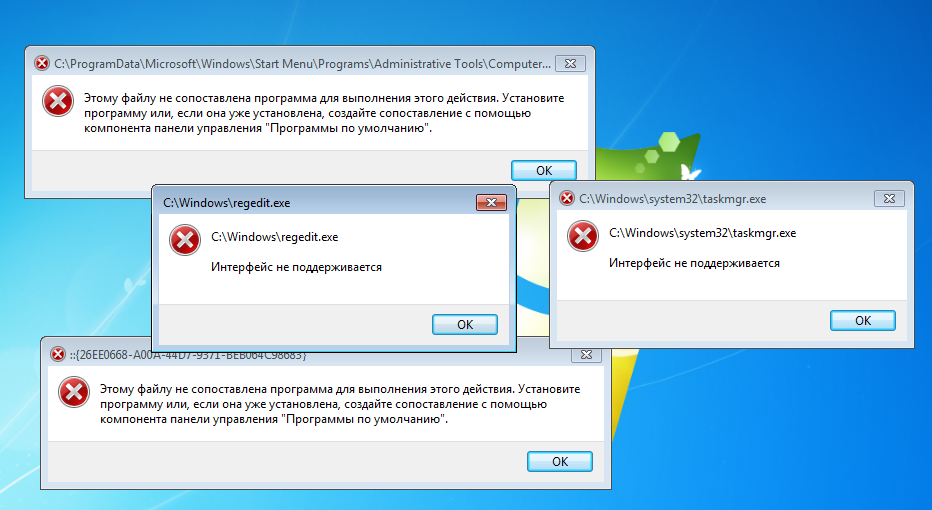 C:\ProgramData\Microsoft\Windows\Start Menu\Programs\Administrative Tools\Computer...
Этому файлу не сопоставлена программа для выполнения этого действия. Установите
программу или, если она уже установлена, создайте сопоставление с помощью
компонента панели управления "Программы по умолчанию".
OK
C:\Windows\regedit.exe
C:\Windows\regedit.exe
Интерфейс не поддерживается
OK
C:\Windows\system32\taskmgr.exe
C:\Windows\system32\taskmgr.exe
Интерфейс не поддерживается
OK
::{26EE0668-A00A-44D7-9371-BEB064C98683}
Этому файлу не сопоставлена программа для выполнения этого действия. Установите
программу или, если она уже установлена, создайте сопоставление с помощью
компонента панели управления "Программы по умолчанию".
OK